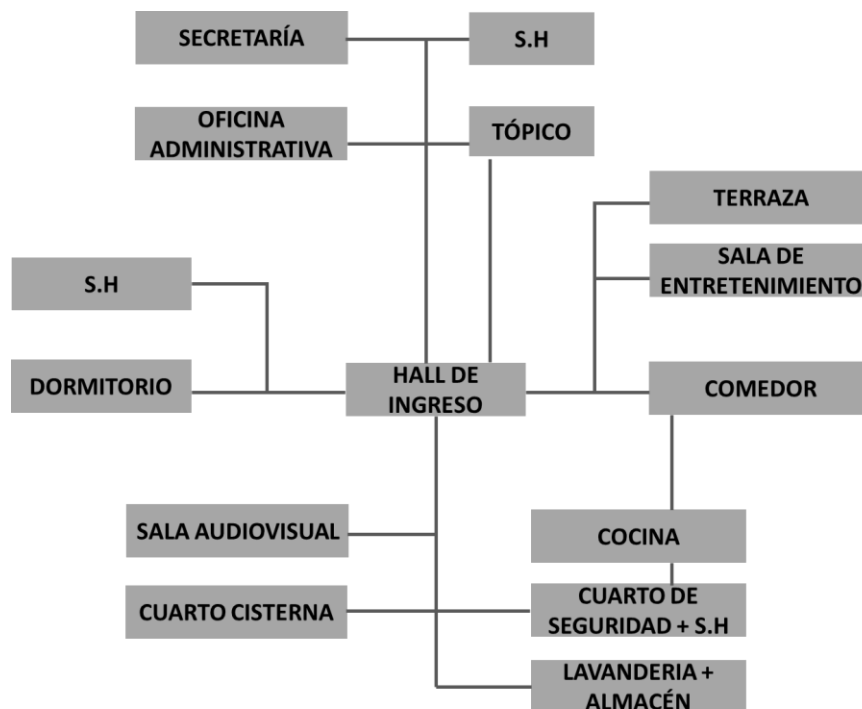 SECRETARÍA
S.H
OFICINA
ADMINISTRATIVA
TÓPICO
TERRAZA
SALA DE
ENTRETENIMIENTO
S.H
DORMITORIO
HALL DE
INGRESO
COMEDOR
SALA AUDIOVISUAL
COCINA
CUARTO CISTERNA
CUARTO DE
SEGURIDAD + S.H
LAVANDERIA +
ALMACÉN